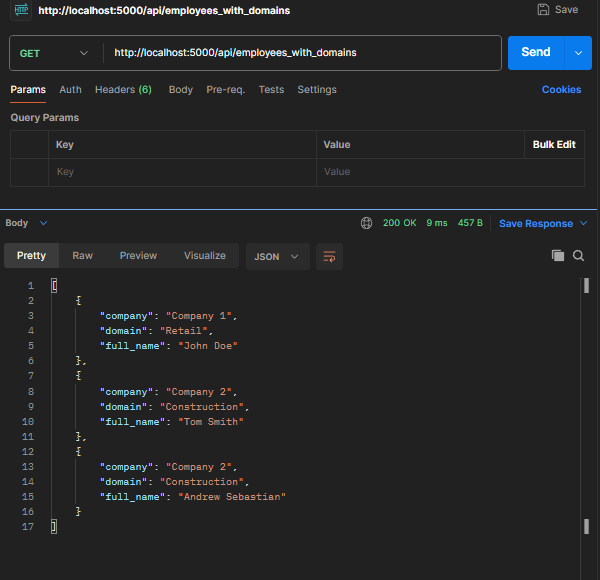 HTTP http://localhost:5000/api/employees_with_domains Save
GET http://localhost:5000/api/employees_with_domains Send
Params Auth Headers (6) Body Pre-req. Tests Settings Cookies
Query Params
Key Value Bulk Edit
Key Value
Body 200 OK 9 ms 457 B Save Response
Pretty Raw Preview Visualize JSON
1 [
2 {
3 "company": "Company 1",
4 "domain": "Retail",
5 "full_name": "John Doe"
6 },
7 {
8 "company": "Company 2",
9 "domain": "Construction",
10 "full_name": "Tom Smith"
11 },
12 {
13 "company": "Company 2",
14 "domain": "Construction",
15 "full_name": "Andrew Sebastian"
16 }
17 ]